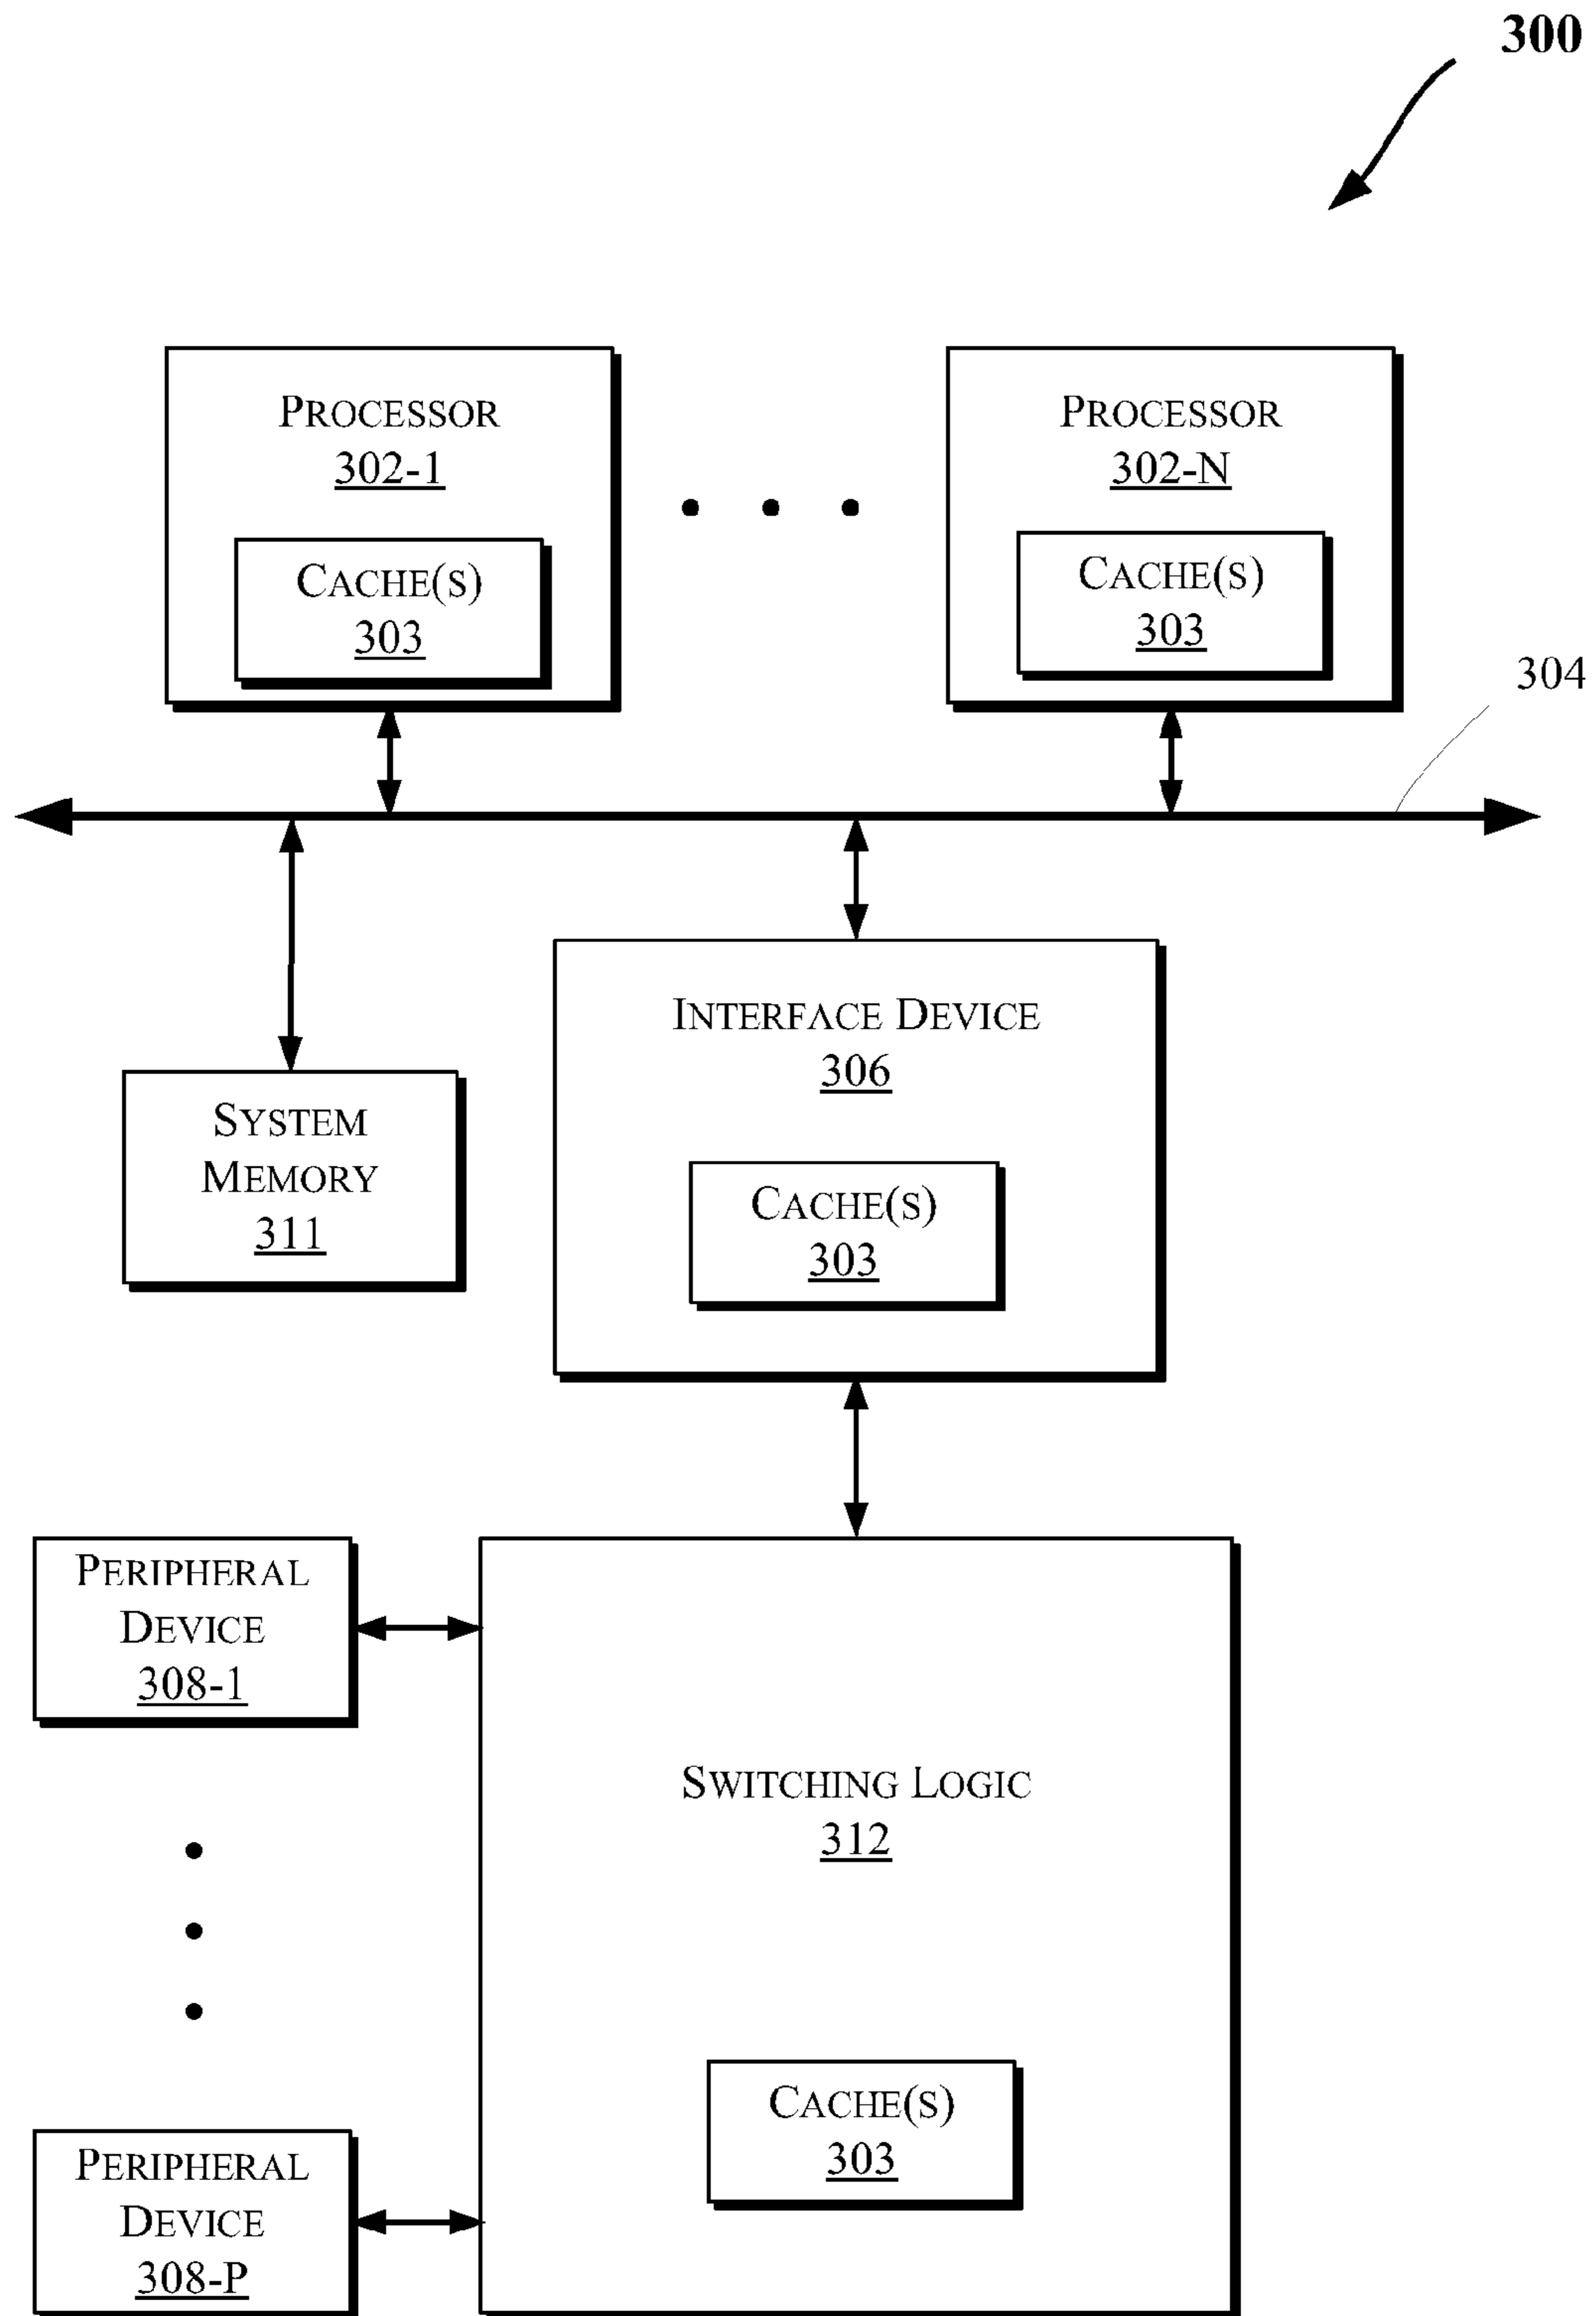 300
PROCESSOR
302-1
CACHE(S)
303
PROCESSOR
302-N
CACHE(S)
303
304
INTERFACE DEVICE
306
CACHE(S)
303
SYSTEM
MEMORY
311
PERIPHERAL
DEVICE
308-1
SWITCHING LOGIC
312
CACHE(S)
303
PERIPHERAL
DEVICE
308-P